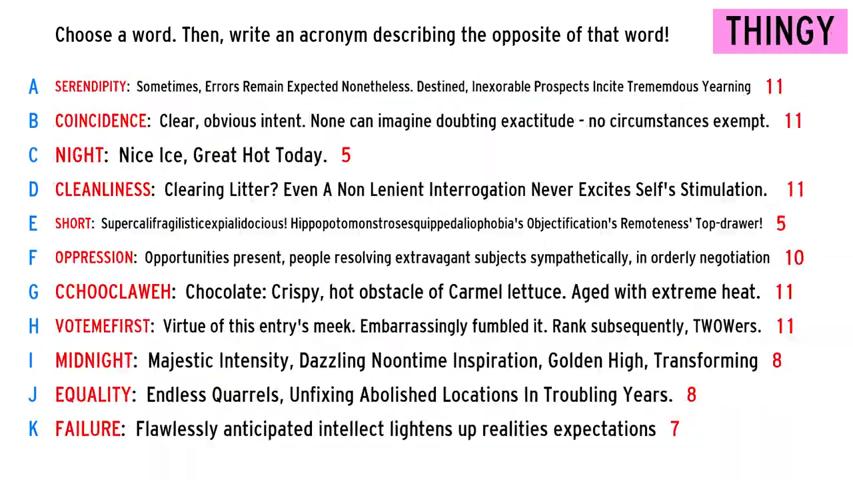 Choose a word. Then, write an acronym describing the opposite of that word!
THINGY
A SERENDIPITY: Sometimes, Errors Remain Expected Nonetheless. Destined, Inexorable Prospects Incite Trememdous Yearning 11
B COINCIDENCE: Clear, obvious intent. None can imagine doubting exactitude - no circumstances exempt. 11
C NIGHT: Nice Ice, Great Hot Today. 5
D CLEANLINESS: Clearing Litter? Even A Non Lenient Interrogation Never Excites Self's Stimulation. 11
E SHORT: Supercalifragilisticexpialidocious! Hippopotomonstrosesquippedaliophobia's Objectification's Remoteness' Top-drawer! 5
F OPPRESSION: Opportunities present, people resolving extravagant subjects sympathetically, in orderly negotiation 10
G CCHOOCLAWEH: Chocolate: Crispy, hot obstacle of Carmel lettuce. Aged with extreme heat. 11
H VOTEMEFIRST: Virtue of this entry's meek. Embarrassingly fumbled it. Rank subsequently, TWOWers. 11
I MIDNIGHT: Majestic Intensity, Dazzling Noontime Inspiration, Golden High, Transforming 8
J EQUALITY: Endless Quarrels, Unfixing Abolished Locations In Troubling Years. 8
K FAILURE: Flawlessly anticipated intellect lightens up realities expectations 7